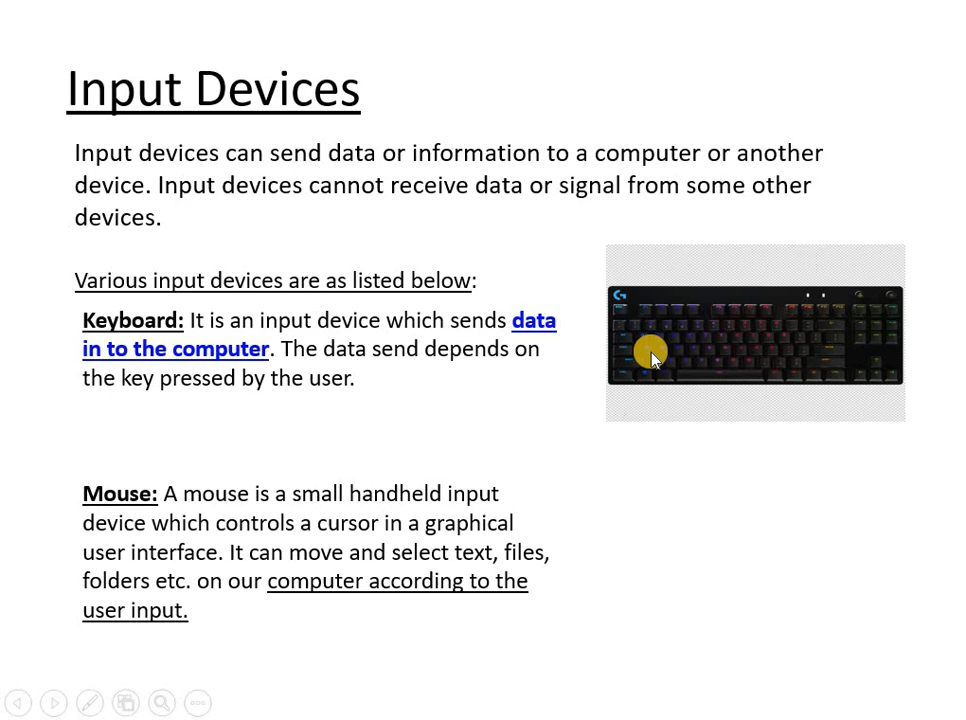 Input Devices
Input devices can send data or information to a computer or another
device. Input devices cannot receive data or signal from some other
devices.
Various input devices are as listed below:
Keyboard: It is an input device which sends data
in to the computer. The data send depends on
the key pressed by the user.
Mouse: A mouse is a small handheld input
device which controls a cursor in a graphical
user interface. It can move and select text, files,
folders etc. on our computer according to the
user input.